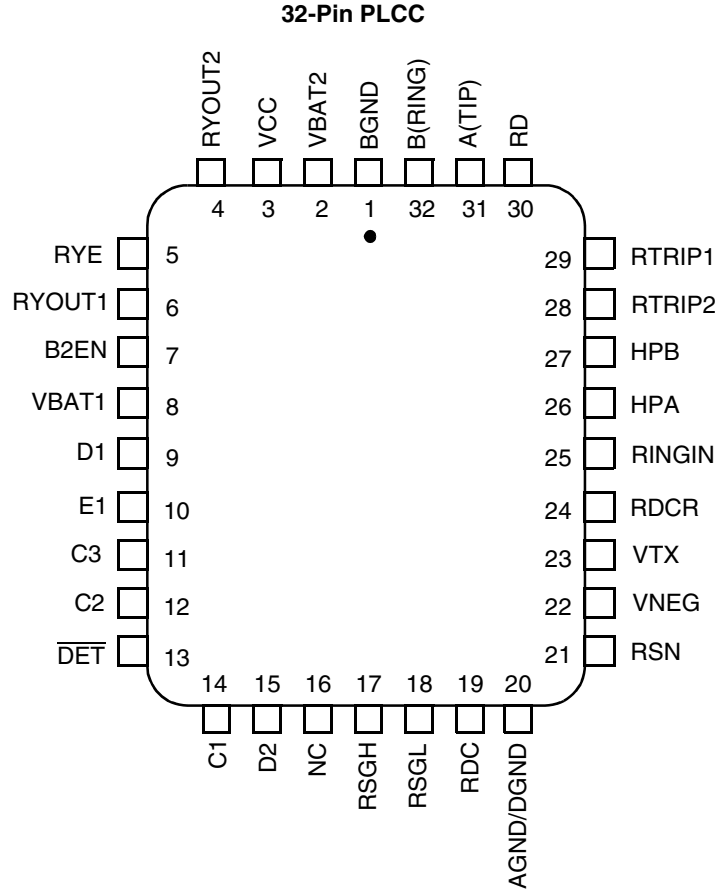 32-Pin PLCC
RYOUT2
VCC
VBAT2
BGND
B(RING)
A(TIP)
RD
4 3 2 1 32 31 30
RYE 5
RYOUT1 6
B2EN 7
VBAT1 8
D1 9
E1 10
C3 11
C2 12
DET 13
29 RTRIP1
28 RTRIP2
27 HPB
26 HPA
25 RINGIN
24 RDCR
23 VTX
22 VNEG
21 RSN
14 15 16 17 18 19 20
C1
D2
NC
RSGH
RSGL
RDC
AGND/DGND